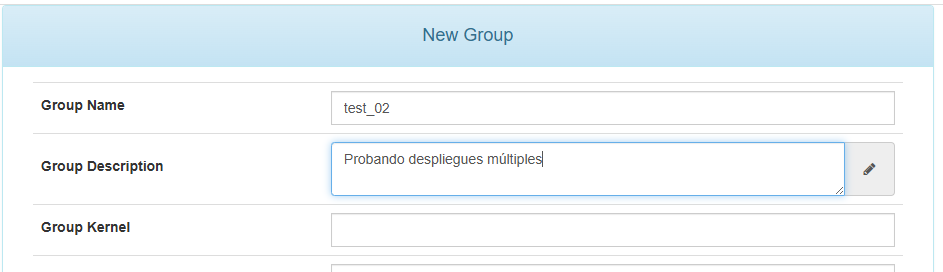 New Group
Group Name
test_02
Group Description
Probando despliegues múltiples
Group Kernel